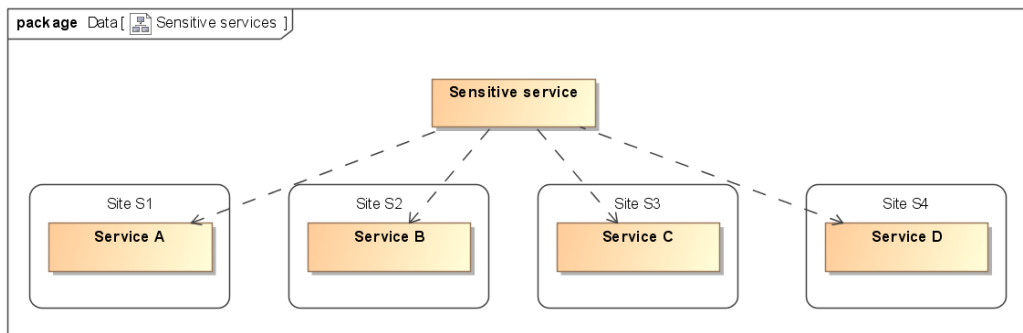 package Data [ Sensitive services ]
Sensitive service
Site S1
Site S2
Site S3
Site S4
Service A
Service B
Service C
Service D